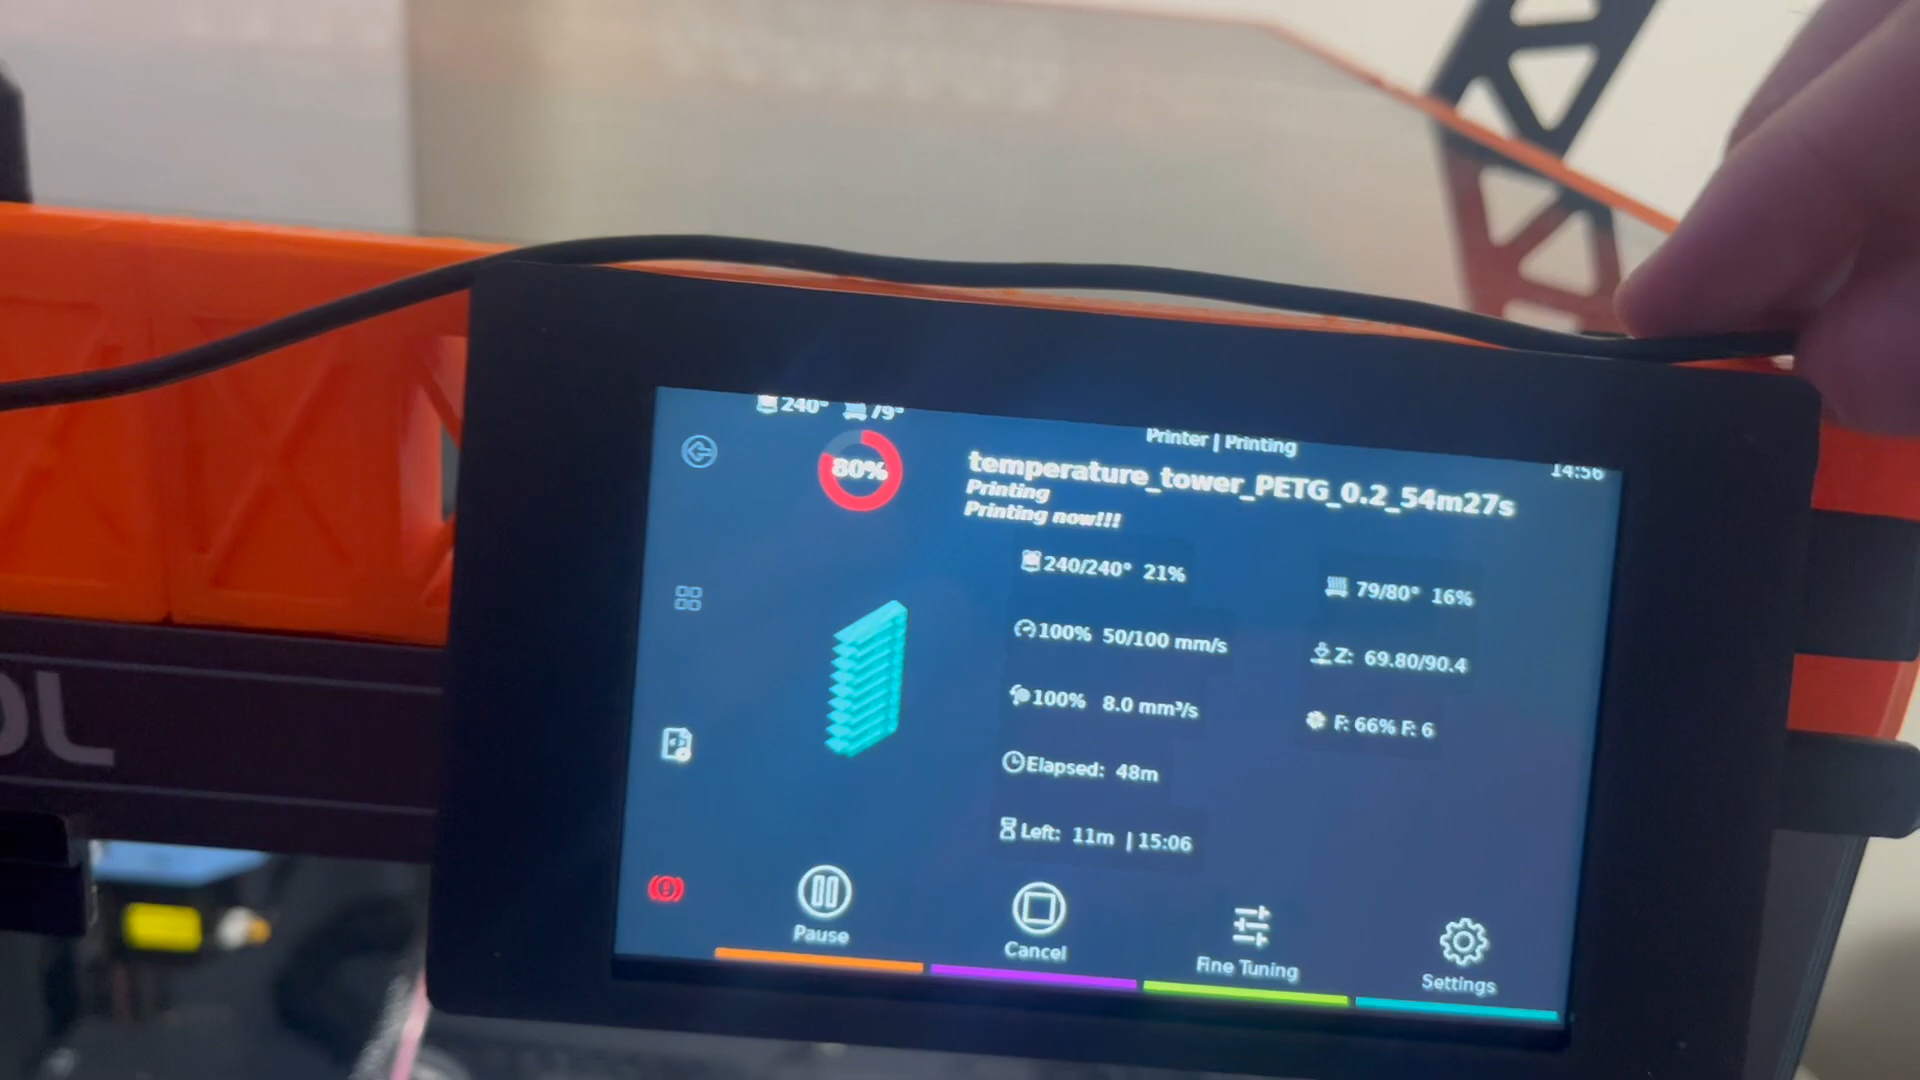 240° 79°
Printer | Printing
14:56
80%
temperature_tower_PETG_0.2_54m27s
Printing
Printing now!!!
240/240° 21%
79/80° 16%
100% 50/100 mm/s
Z: 69.80/90.4
100% 8.0 mm³/s
F: 66% F: 6
Elapsed: 48m
Left: 11m | 15:06
Pause
Cancel
Fine Tuning
Settings
OL